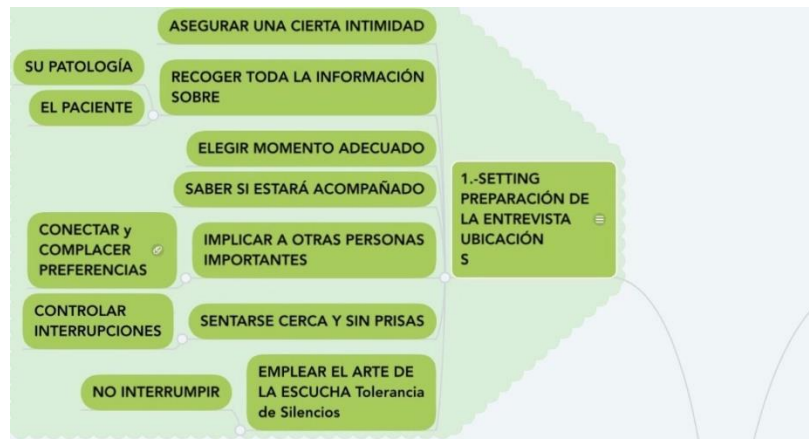 ASEGURAR UNA CIERTA INTIMIDAD
SU PATOLOGÍA
EL PACIENTE
RECOGER TODA LA INFORMACIÓN
SOBRE
ELEGIR MOMENTO ADECUADO
SABER SI ESTARÁ ACOMPAÑADO
1.-SETTING
PREPARACIÓN DE
LA ENTREVISTA
UBICACIÓN
S
CONECTAR y
COMPLACER
PREFERENCIAS
IMPLICAR A OTRAS PERSONAS
IMPORTANTES
CONTROLAR
INTERRUPCIONES
SENTARSE CERCA Y SIN PRISAS
NO INTERRUMPIR
EMPLEAR EL ARTE DE
LA ESCUCHA Tolerancia
de Silencios